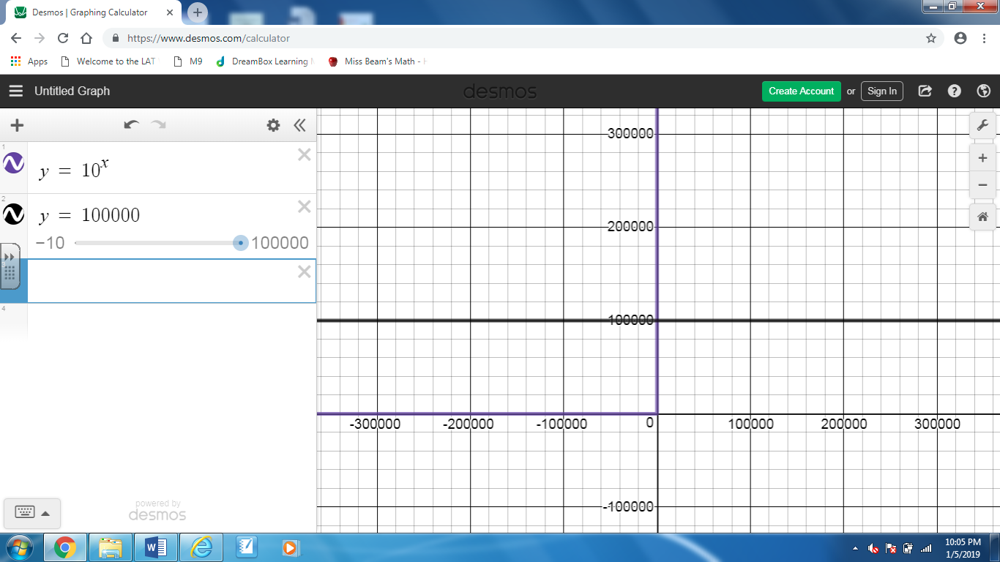 Desmos | Graphing Calculator
https://www.desmos.com/calculator
Apps Welcome to the LAT M9 DreamBox Learning Miss Beam's Math -
Untitled Graph desmos Create Account or Sign In
1
y = 10^x
2
y = 100000
-10 100000
3
4
powered by
desmos
300000
200000
100000
-300000 -200000 -100000 0 100000 200000 300000
-100000
10:05 PM
1/5/2019